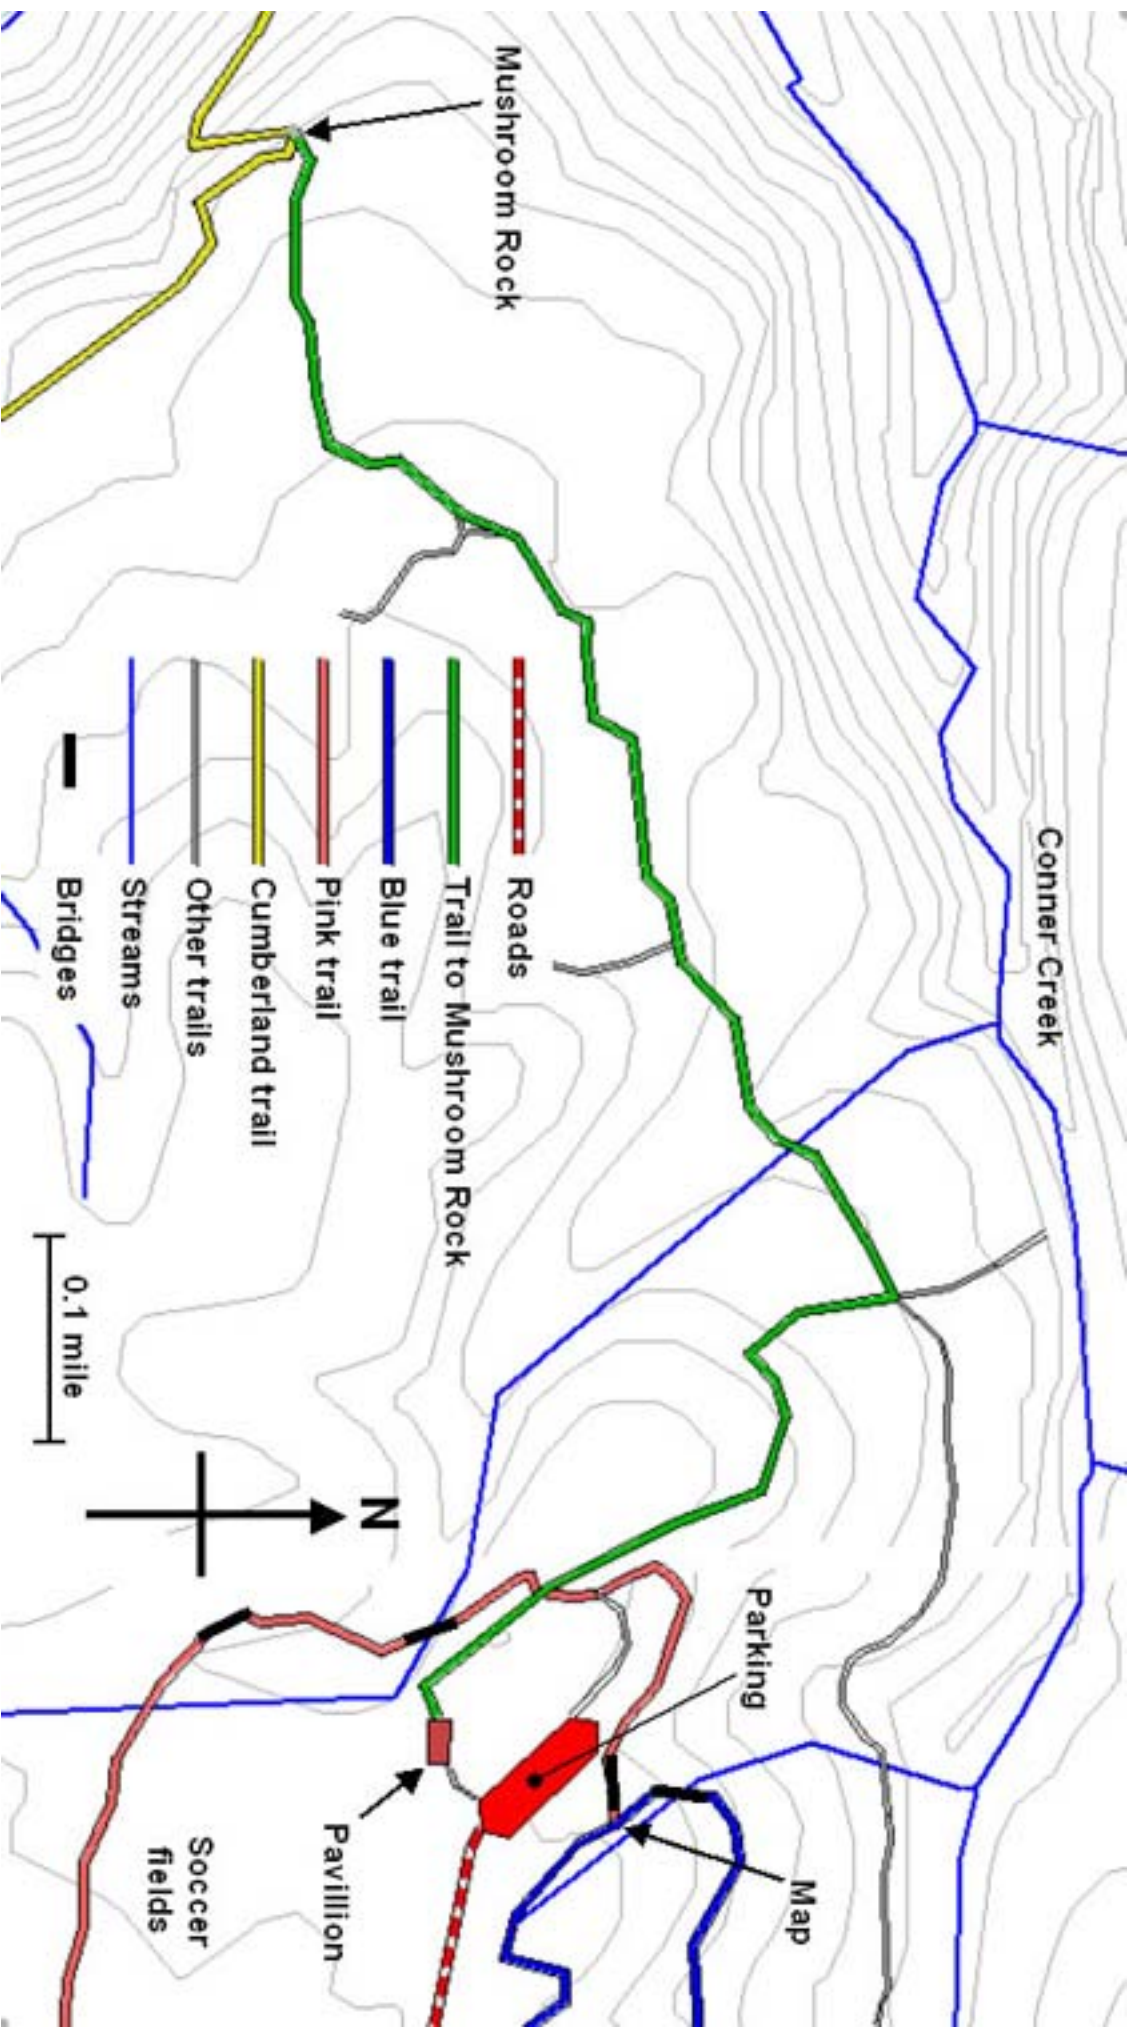 Mushroom Rock
Conner Creek
Roads
Trail to Mushroom Rock
Blue trail
Pink trail
Cumberland trail
Other trails
Streams
Bridges
0.1 mile
N
Parking
Map
Pavillion
Soccer
fields